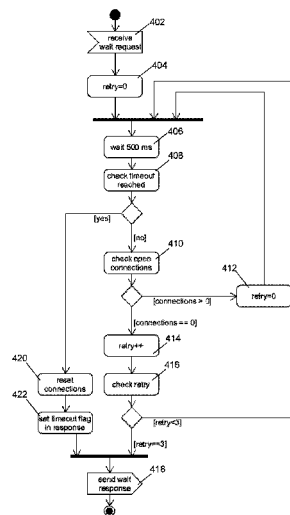 402
receive
wait request
404
retry=0
406
wait 500 ms
408
check timeout
reached
[yes]
[no]
410
check open
connections
412
[connections > 0]
retry=0
[connections == 0]
414
retry++
416
420
check retry
reset
connections
422
set timeout flag
in response
[retry<3]
[retry==3]
418
send wait
response